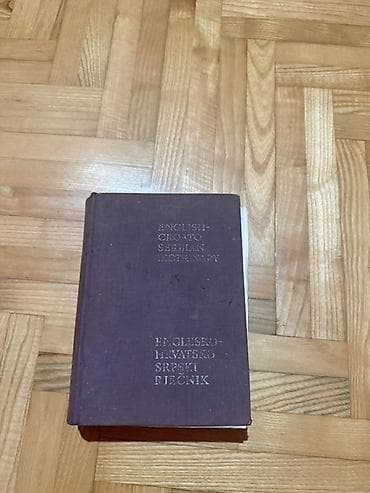 ENGLISH-
CROATO
SERBIAN
DICTIONARY
ENGLESKO-
HRVATSKO
SRPSKI
RJEČNIK